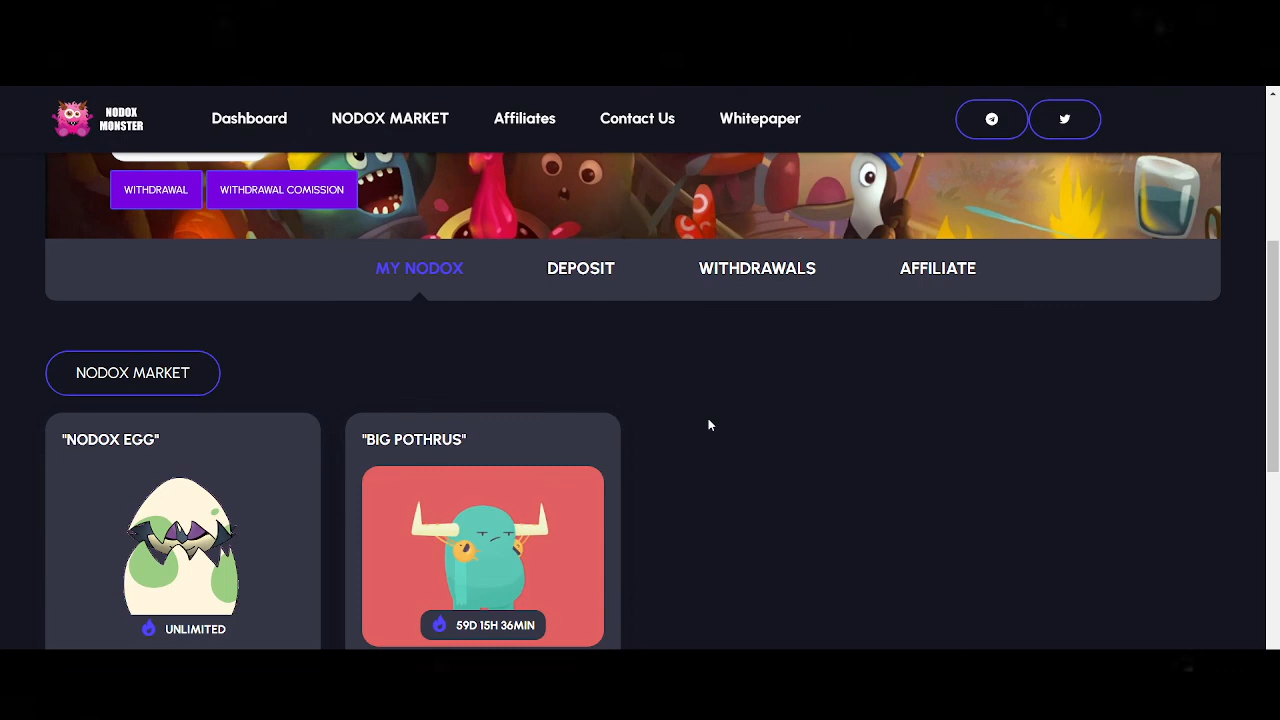 NODOX
MONSTER
Dashboard NODOX MARKET Affiliates Contact Us Whitepaper
WITHDRAWAL WITHDRAWAL COMISSION
MY NODOX DEPOSIT WITHDRAWALS AFFILIATE
NODOX MARKET
"NODOX EGG" "BIG POTHRUS"
UNLIMITED 59D 15H 36MIN